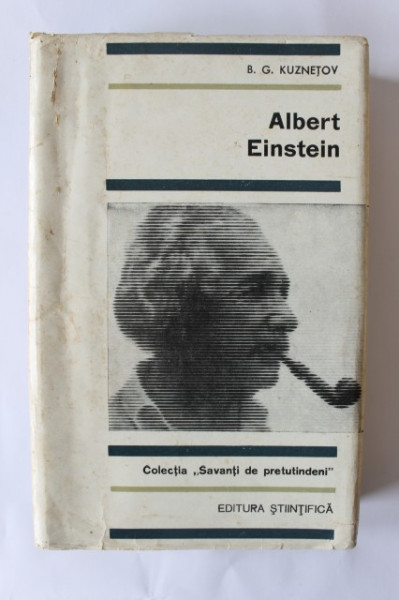 B. G. KUZNEȚOV
Albert
Einstein
Colecția „Savanți de pretutindeni"
EDITURA ȘTIINȚIFICĂ